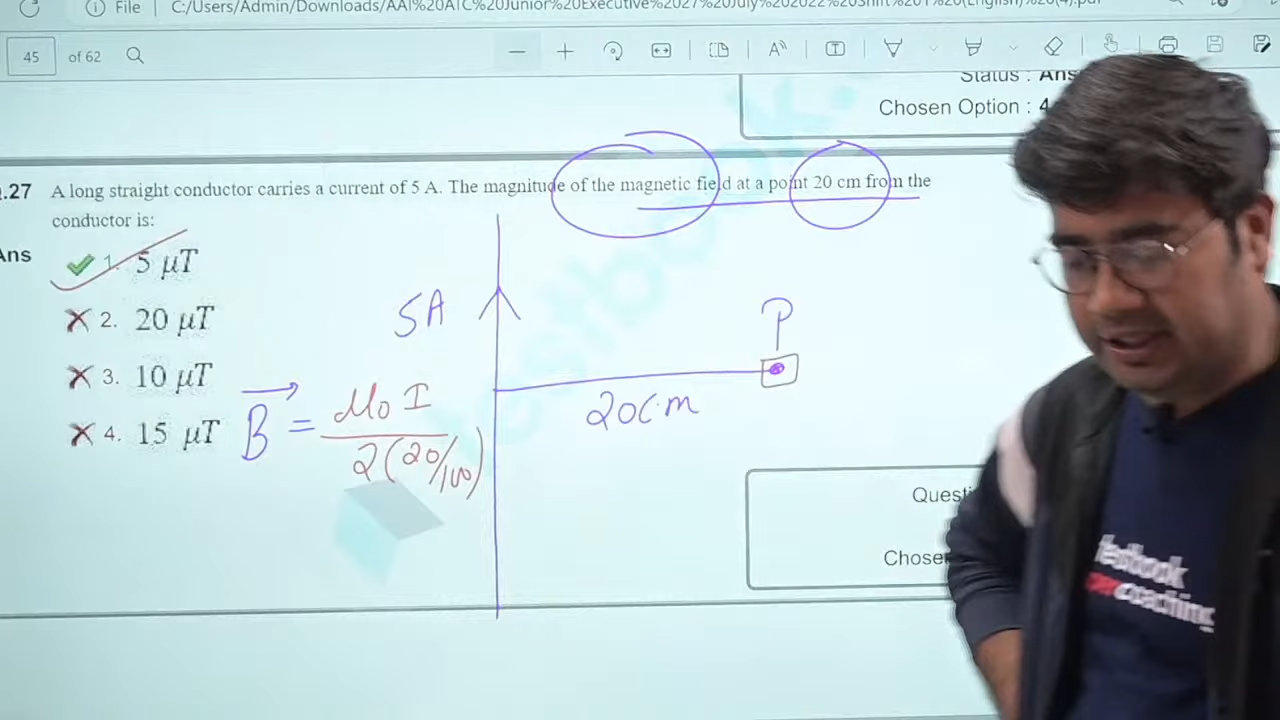 File | C:/Users/Admin/Downloads/AAI%20ATC%20Junior%20Executive%2027%20July%202022%20Shift%201%20(English)%20(4).pdf
45 of 62
Status : Ans
Chosen Option : 4
.27 A long straight conductor carries a current of 5 A. The magnitude of the magnetic field at a point 20 cm from the
conductor is:
Ans
1. 5 μT
2. 20 μT
3. 10 μT
4. 15 μT
5A
P
20cm
B = μ0 I / 2(20/100)
Questi
Chose
testbook
coaching